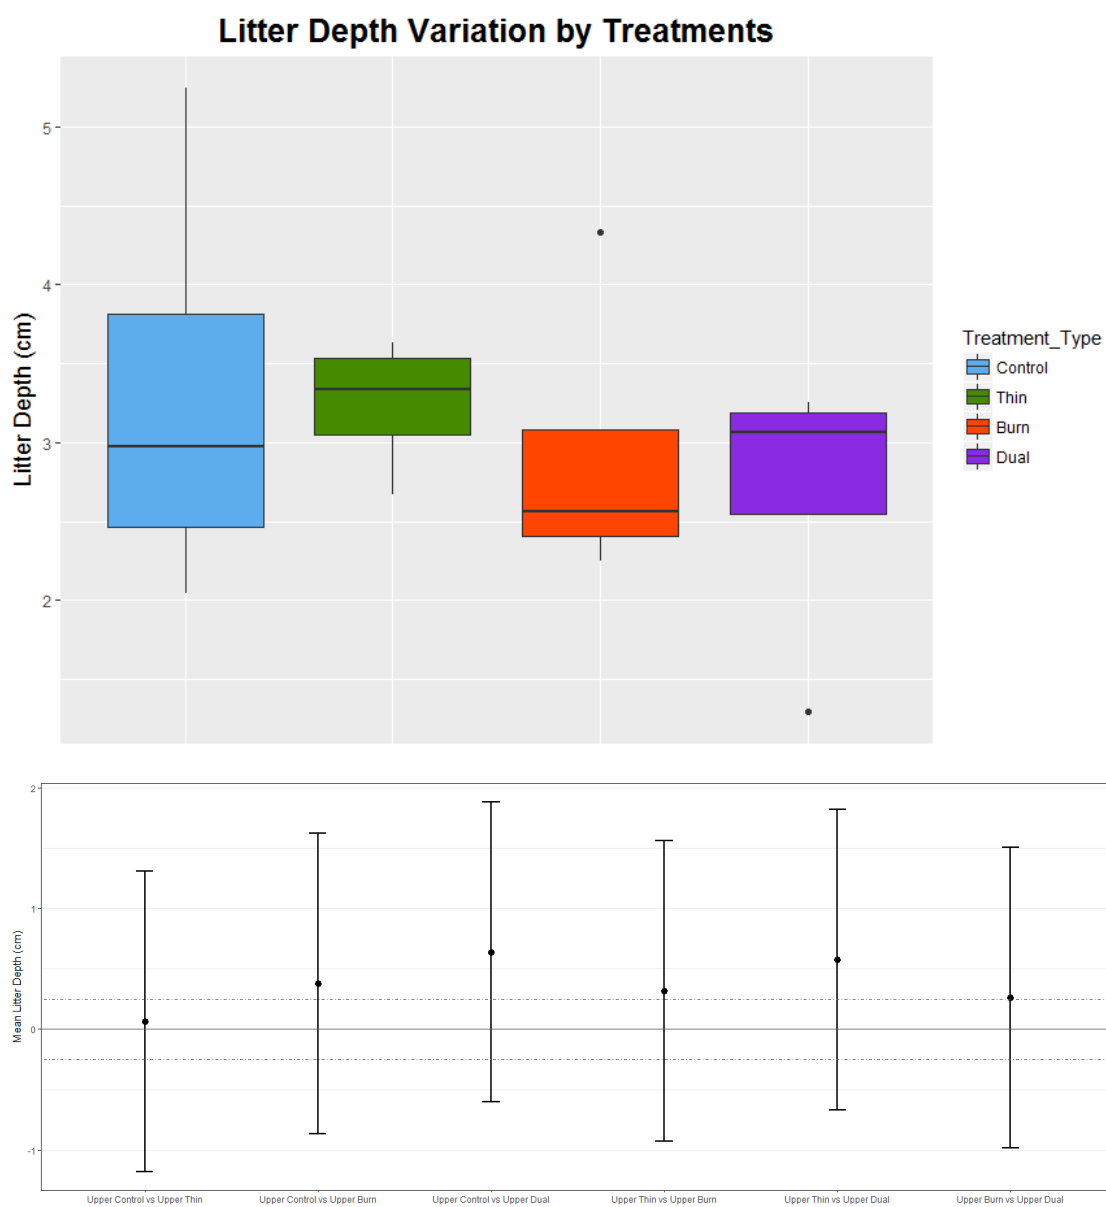 Litter Depth Variation by Treatments
5
4
3
2
Litter Depth (cm)
Treatment_Type
Control
Thin
Burn
Dual
2
1
0
-1
Mean Litter Depth (cm)
Upper Control vs Upper Thin
Upper Control vs Upper Burn
Upper Control vs Upper Dual
Upper Thin vs Upper Burn
Upper Thin vs Upper Dual
Upper Burn vs Upper Dual